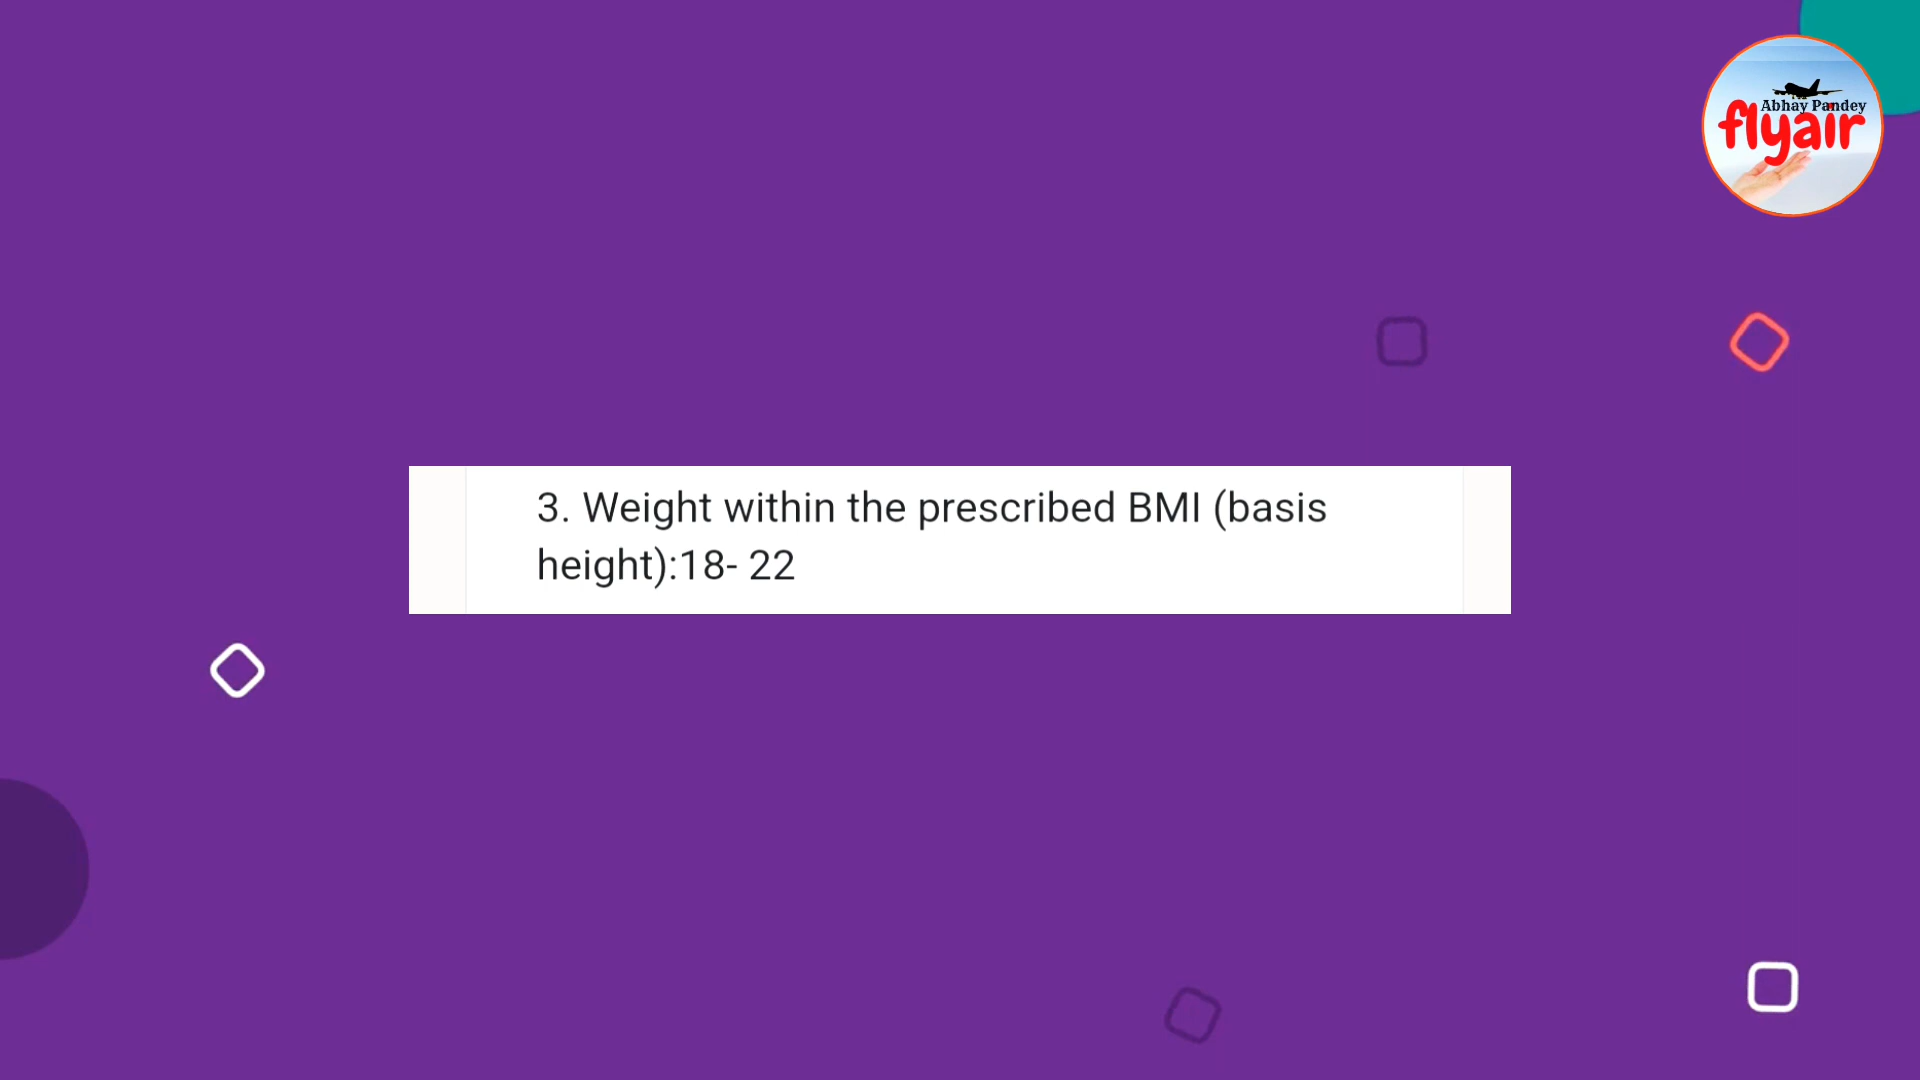 Abhay Pandey
flyair
3. Weight within the prescribed BMI (basis
height):18- 22